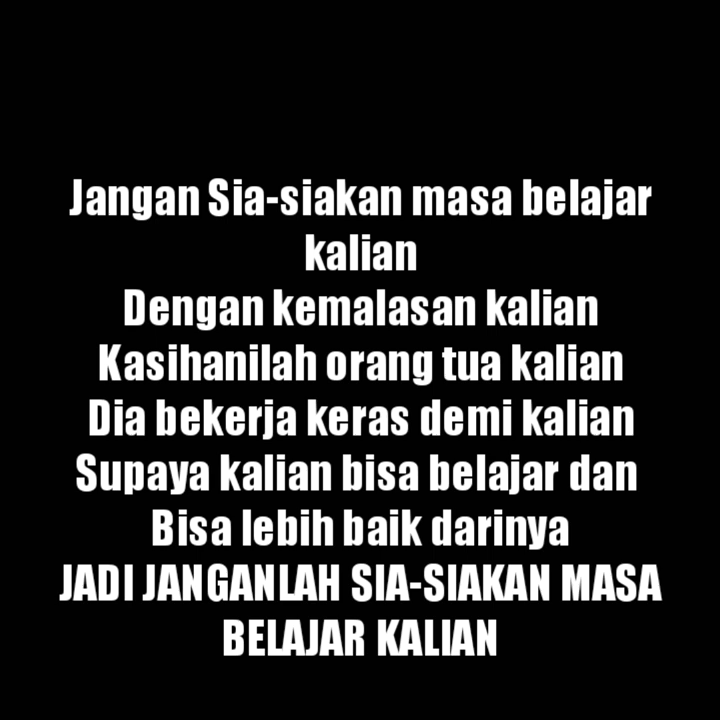 Jangan Sia-siakan masa belajar
kalian
Dengan kemalasan kalian
Kasihanilah orang tua kalian
Dia bekerja keras demi kalian
Supaya kalian bisa belajar dan
Bisa lebih baik darinya
JADI JANGANLAH SIA-SIAKAN MASA
BELAJAR KALIAN